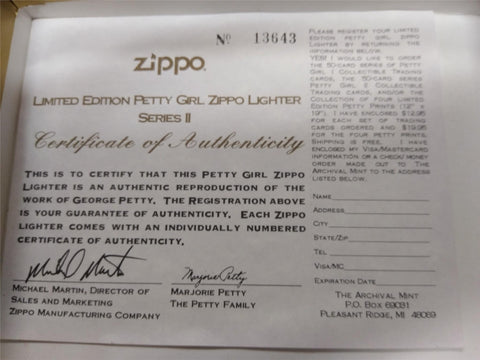 Nº 13643
zippo
LIMITED EDITION PETTY GIRL ZIPPO LIGHTER
SERIES II
Certificate of Authenticity
THIS IS TO CERTIFY THAT THIS PETTY GIRL ZIPPO
LIGHTER IS AN AUTHENTIC REPRODUCTION OF THE
WORK OF GEORGE PETTY. THE REGISTRATION ABOVE
IS YOUR GUARANTEE OF AUTHENTICITY. EACH ZIPPO
LIGHTER COMES WITH AN INDIVIDUALLY NUMBERED
CERTIFICATE OF AUTHENTICITY.
Michael Martin
MICHAEL MARTIN, DIRECTOR OF
SALES AND MARKETING
ZIPPO MANUFACTURING COMPANY
Marjorie Petty
MARJORIE PETTY
THE PETTY FAMILY
PLEASE REGISTER YOUR LIMITED
EDITION PETTY GIRL ZIPPO
LIGHTER BY RETURNING THE
INFORMATION BELOW.
YES! I WOULD LIKE TO ORDER
THE 50-CARD SERIES OF PETTY
GIRL I COLLECTIBLE TRADING
CARDS, THE 50-CARD SERIES
PETTY GIRL II COLLECTIBLE
TRADING CARDS, AND/OR THE
COLLECTION OF FOUR LIMITED
EDITION PETTY PRINTS (12" X
19"). I HAVE ENCLOSED $12.95
FOR EACH SET OF TRADING
CARDS ORDERED AND $19.95
FOR THE FOUR PETTY PRINTS.
SHIPPING IS FREE. I HAVE
ENCLOSED MY VISA/MASTERCARD
INFORMATION OR A CHECK/MONEY
ORDER MADE OUT TO THE
ARCHIVAL MINT TO THE ADDRESS
LISTED BELOW.
NAME
ADDRESS
CITY
STATE/ZIP
TEL
VISA/MC
EXPIRATION DATE
THE ARCHIVAL MINT
P.O. BOX 69031
PLEASANT RIDGE, MI 48069